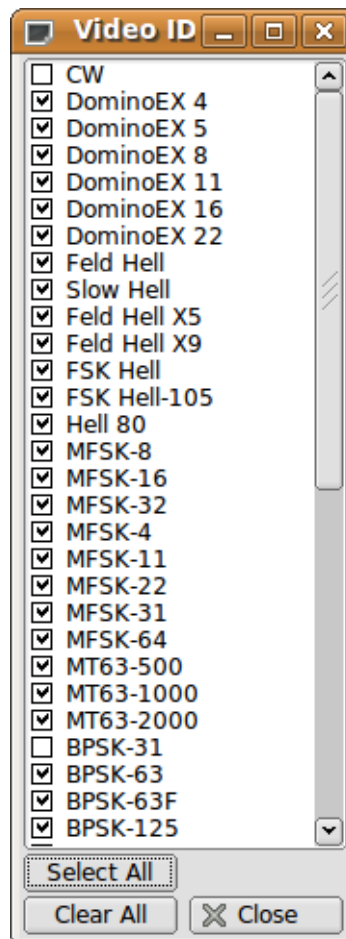 Video ID
CW
DominoEX 4
DominoEX 5
DominoEX 8
DominoEX 11
DominoEX 16
DominoEX 22
Feld Hell
Slow Hell
Feld Hell X5
Feld Hell X9
FSK Hell
FSK Hell-105
Hell 80
MFSK-8
MFSK-16
MFSK-32
MFSK-4
MFSK-11
MFSK-22
MFSK-31
MFSK-64
MT63-500
MT63-1000
MT63-2000
BPSK-31
BPSK-63
BPSK-63F
BPSK-125
Select All
Clear All Close